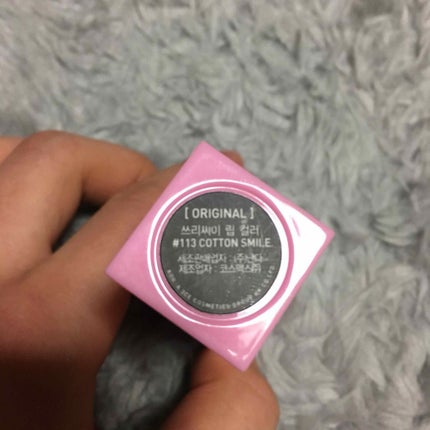 [ ORIGINAL ]
쓰리씨이 립 컬러
#113 COTTON SMILE
제조판매업자 : (주)난다
제조업자 : 코스맥스(주)